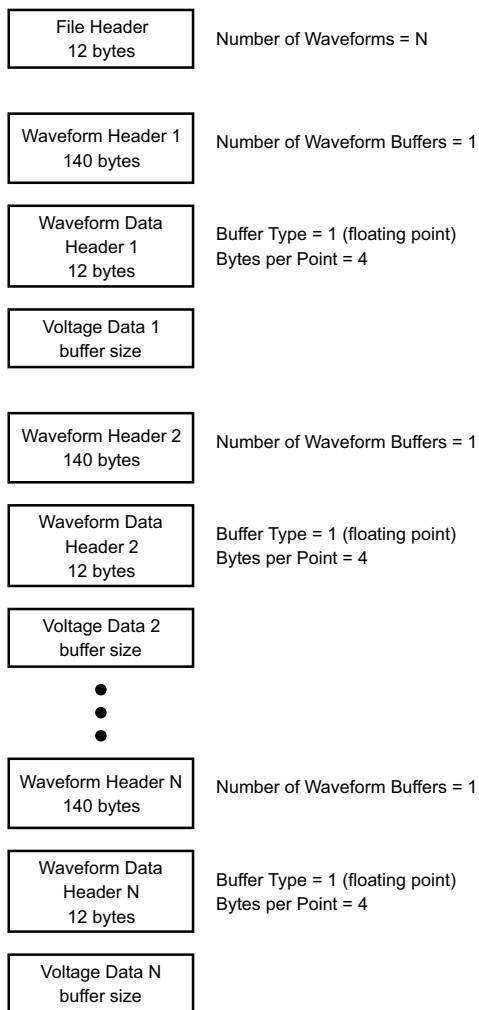 File Header
12 bytes
Number of Waveforms = N
Waveform Header 1
140 bytes
Number of Waveform Buffers = 1
Waveform Data
Header 1
12 bytes
Buffer Type = 1 (floating point)
Bytes per Point = 4
Voltage Data 1
buffer size
Waveform Header 2
140 bytes
Number of Waveform Buffers = 1
Waveform Data
Header 2
12 bytes
Buffer Type = 1 (floating point)
Bytes per Point = 4
Voltage Data 2
buffer size
Waveform Header N
140 bytes
Number of Waveform Buffers = 1
Waveform Data
Header N
12 bytes
Buffer Type = 1 (floating point)
Bytes per Point = 4
Voltage Data N
buffer size